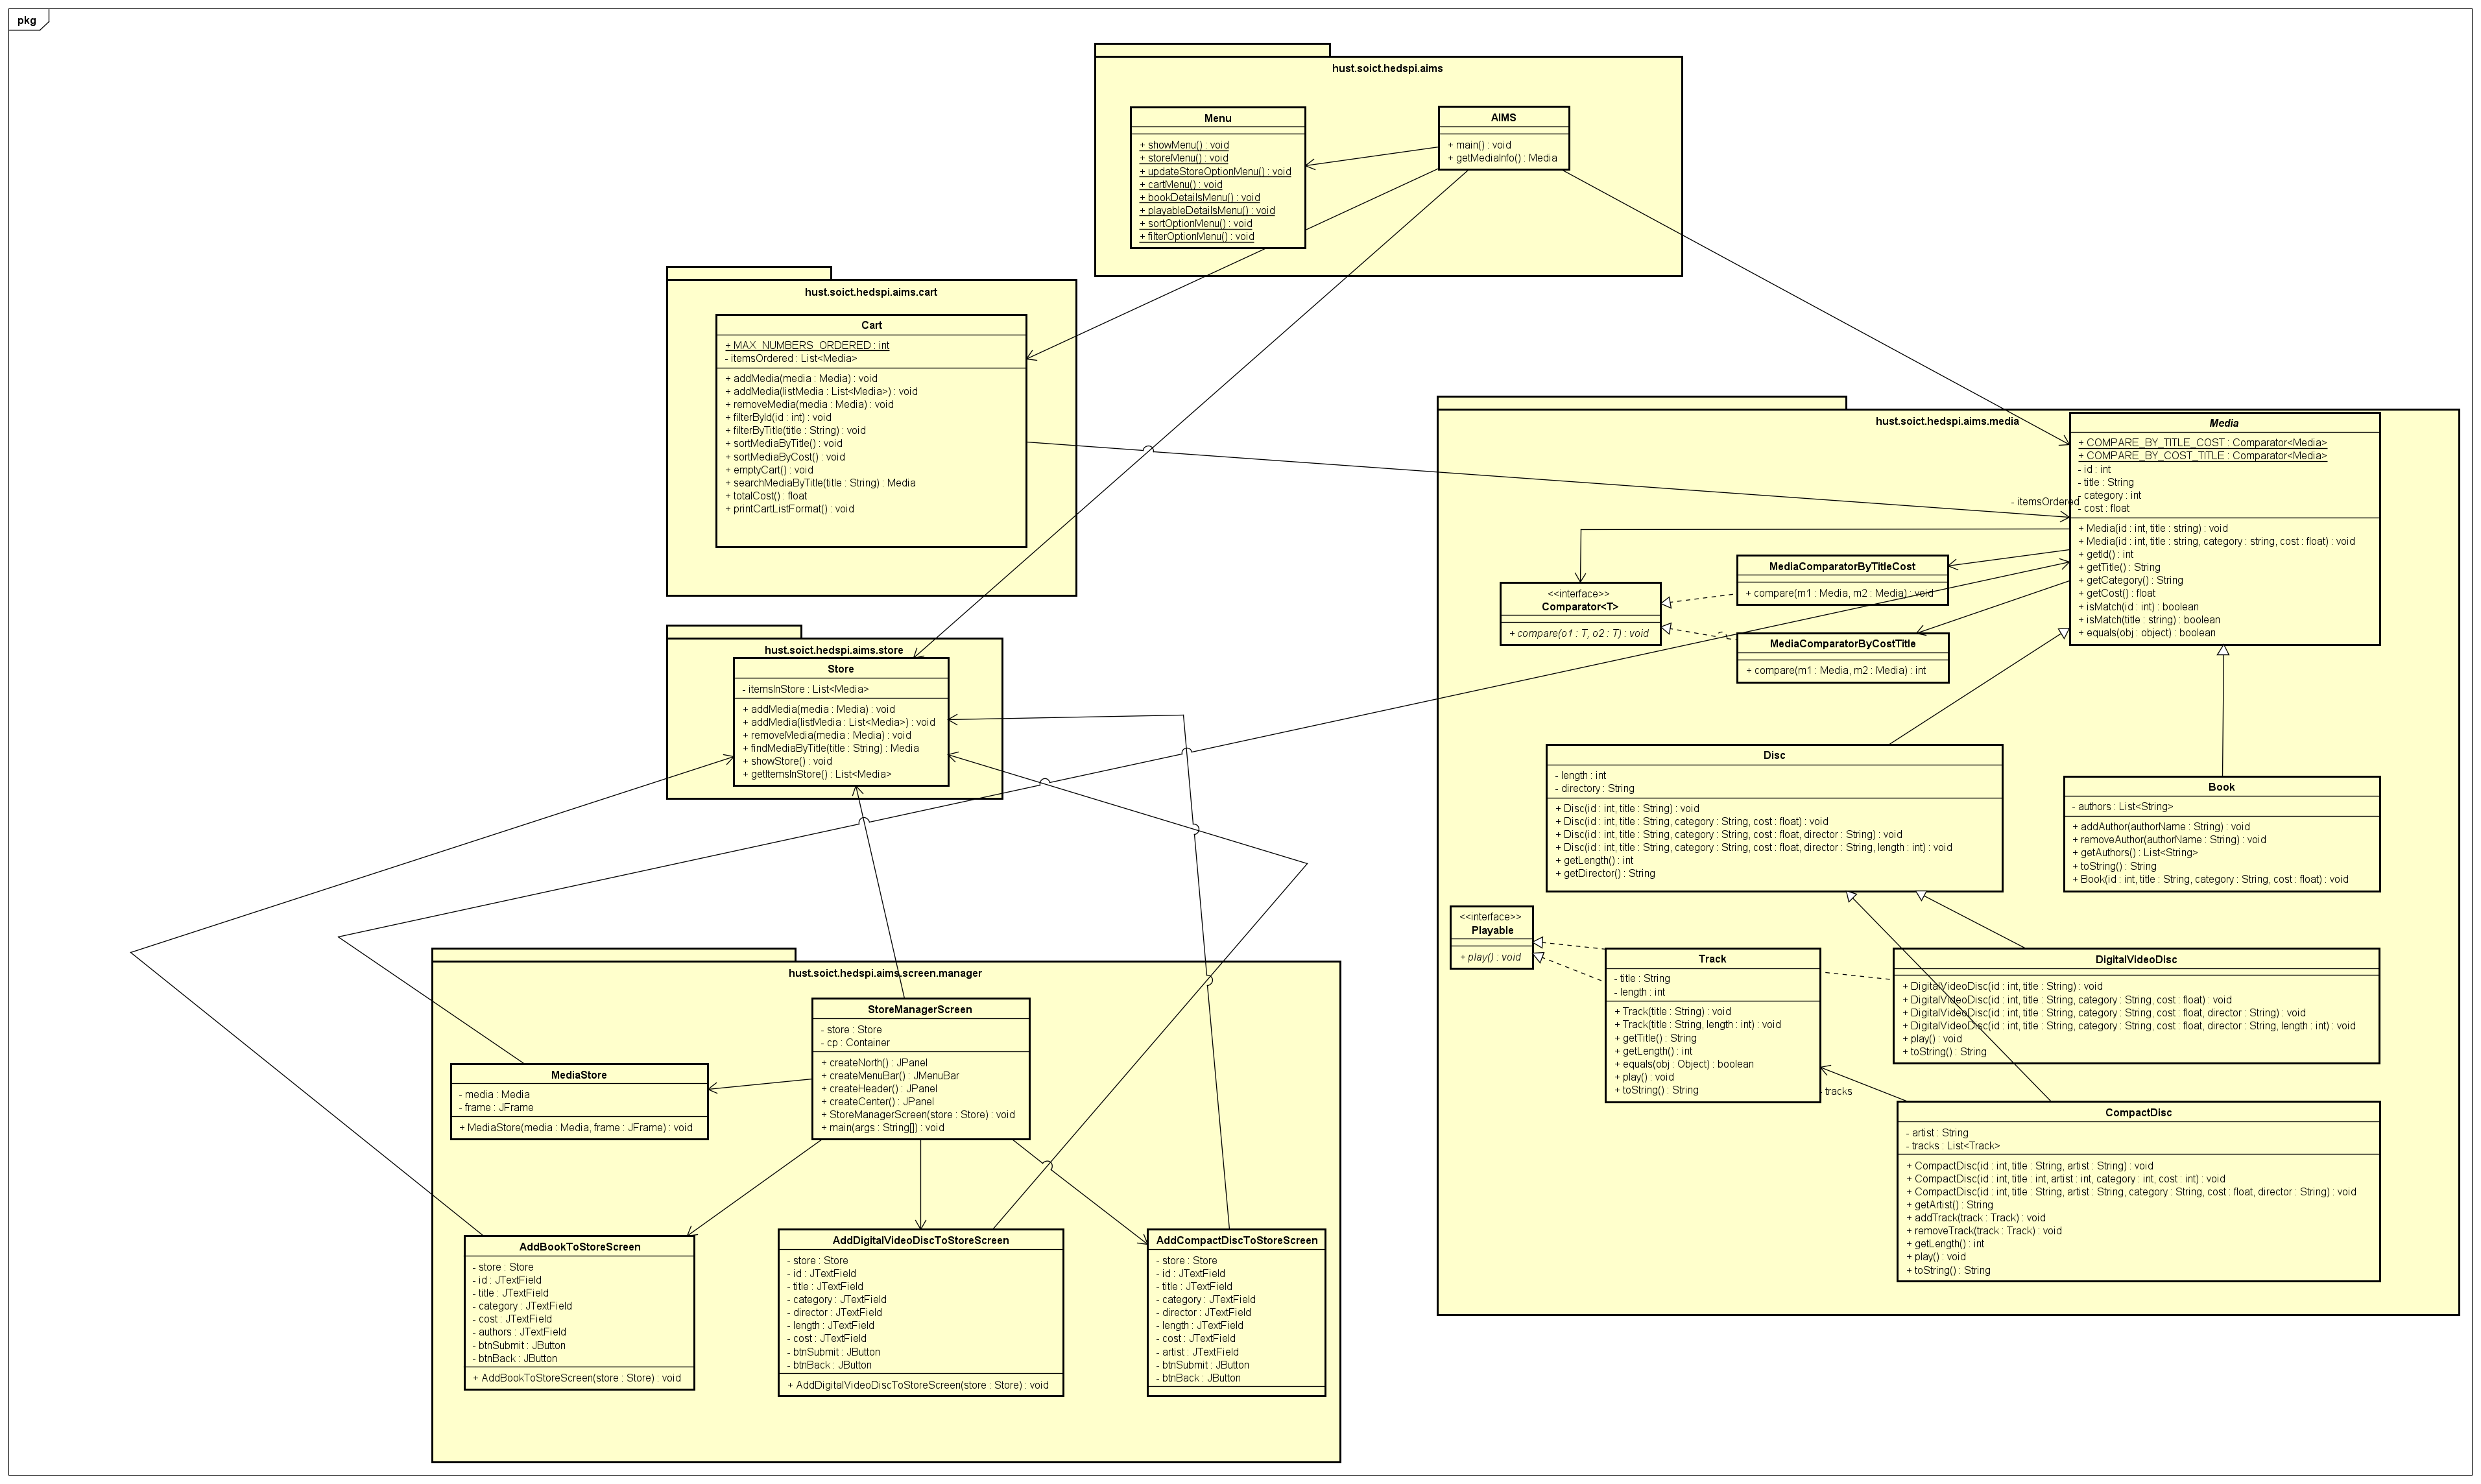 pkg
hust.soict.hedspi.aims
Menu
+ showMenu() : void
+ storeMenu() : void
+ updateStoreOptionMenu() : void
+ cartMenu() : void
+ bookDetailsMenu() : void
+ playableDetailsMenu() : void
+ sortOptionMenu() : void
+ filterOptionMenu() : void
AIMS
+ main() : void
+ getMediaInfo() : Media
hust.soict.hedspi.aims.cart
Cart
+ MAX_NUMBERS_ORDERED : int
- itemsOrdered : List<Media>
+ addMedia(media : Media) : void
+ addMedia(listMedia : List<Media>) : void
+ removeMedia(media : Media) : void
+ filterById(id : int) : void
+ filterByTitle(title : String) : void
+ sortMediaByTitle() : void
+ sortMediaByCost() : void
+ emptyCart() : void
+ searchMediaByTitle(title : String) : Media
+ totalCost() : float
+ printCartListFormat() : void
hust.soict.hedspi.aims.store
Store
- itemsInStore : List<Media>
+ addMedia(media : Media) : void
+ addMedia(listMedia : List<Media>) : void
+ removeMedia(media : Media) : void
+ findMediaByTitle(title : String) : Media
+ showStore() : void
+ getItemsInStore() : List<Media>
hust.soict.hedspi.aims.media
Media
+ COMPARE_BY_TITLE_COST : Comparator<Media>
+ COMPARE_BY_COST_TITLE : Comparator<Media>
- id : int
- title : String
- category : int
- cost : float
- itemsOrdered
+ Media(id : int, title : string) : void
+ Media(id : int, title : string, category : string, cost : float) : void
+ getId() : int
+ getTitle() : String
+ getCategory() : String
+ getCost() : float
+ isMatch(id : int) : boolean
+ isMatch(title : string) : boolean
+ equals(obj : object) : boolean
<<interface>>
Comparator<T>
+ compare(o1 : T, o2 : T) : void
MediaComparatorByTitleCost
+ compare(m1 : Media, m2 : Media) : void
MediaComparatorByCostTitle
+ compare(m1 : Media, m2 : Media) : int
Disc
- length : int
- directory : String
+ Disc(id : int, title : String) : void
+ Disc(id : int, title : String, category : String, cost : float) : void
+ Disc(id : int, title : String, category : String, cost : float, director : String) : void
+ Disc(id : int, title : String, category : String, cost : float, director : String, length : int) : void
+ getLength() : int
+ getDirector() : String
Book
- authors : List<String>
+ addAuthor(authorName : String) : void
+ removeAuthor(authorName : String) : void
+ getAuthors() : List<String>
+ toString() : String
+ Book(id : int, title : String, category : String, cost : float) : void
<<interface>>
Playable
+ play() : void
Track
- title : String
- length : int
+ Track(title : String) : void
+ Track(title : String, length : int) : void
+ getTitle() : String
+ getLength() : int
+ equals(obj : Object) : boolean
+ play() : void
+ toString() : String
tracks
DigitalVideoDisc
+ DigitalVideoDisc(id : int, title : String) : void
+ DigitalVideoDisc(id : int, title : String, category : String, cost : float) : void
+ DigitalVideoDisc(id : int, title : String, category : String, cost : float, director : String) : void
+ DigitalVideoDisc(id : int, title : String, category : String, cost : float, director : String, length : int) : void
+ play() : void
+ toString() : String
CompactDisc
- artist : String
- tracks : List<Track>
+ CompactDisc(id : int, title : String, artist : String) : void
+ CompactDisc(id : int, title : int, artist : int, category : int, cost : int) : void
+ CompactDisc(id : int, title : String, artist : String, category : String, cost : float, director : String) : void
+ getArtist() : String
+ addTrack(track : Track) : void
+ removeTrack(track : Track) : void
+ getLength() : int
+ play() : void
+ toString() : String
hust.soict.hedspi.aims.screen.manager
StoreManagerScreen
- store : Store
- cp : Container
+ createNorth() : JPanel
+ createMenuBar() : JMenuBar
+ createHeader() : JPanel
+ createCenter() : JPanel
+ StoreManagerScreen(store : Store) : void
+ main(args : String[]) : void
MediaStore
- media : Media
- frame : JFrame
+ MediaStore(media : Media, frame : JFrame) : void
AddBookToStoreScreen
- store : Store
- id : JTextField
- title : JTextField
- category : JTextField
- cost : JTextField
- authors : JTextField
- btnSubmit : JButton
- btnBack : JButton
+ AddBookToStoreScreen(store : Store) : void
AddDigitalVideoDiscToStoreScreen
- store : Store
- id : JTextField
- title : JTextField
- category : JTextField
- director : JTextField
- length : JTextField
- cost : JTextField
- btnSubmit : JButton
- btnBack : JButton
+ AddDigitalVideoDiscToStoreScreen(store : Store) : void
AddCompactDiscToStoreScreen
- store : Store
- id : JTextField
- title : JTextField
- category : JTextField
- director : JTextField
- length : JTextField
- cost : JTextField
- artist : JTextField
- btnSubmit : JButton
- btnBack : JButton